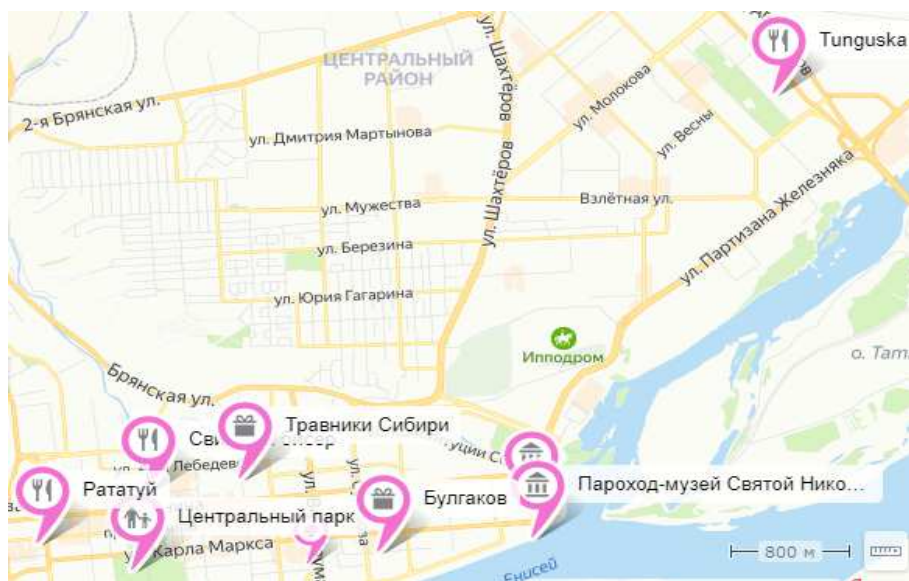 Tunguska
ЦЕНТРАЛЬНЫЙ
РАЙОН
2-я Брянская ул.
ул. Шахтёров
ул. Молокова
ул. Дмитрия Мартынова
ул. Весны
ул. Мужества
Взлётная ул.
ул. Шахтёров
ул. Березина
ул. Партизана Железняка
ул. Юрия Гагарина
Ипподром
о. Тат
Брянская ул.
Травники Сибири
Рататуй
Булгаков
Пароход-музей Святой Нико...
Центральный парк
ул. Карла Маркса
800 м
Енисей